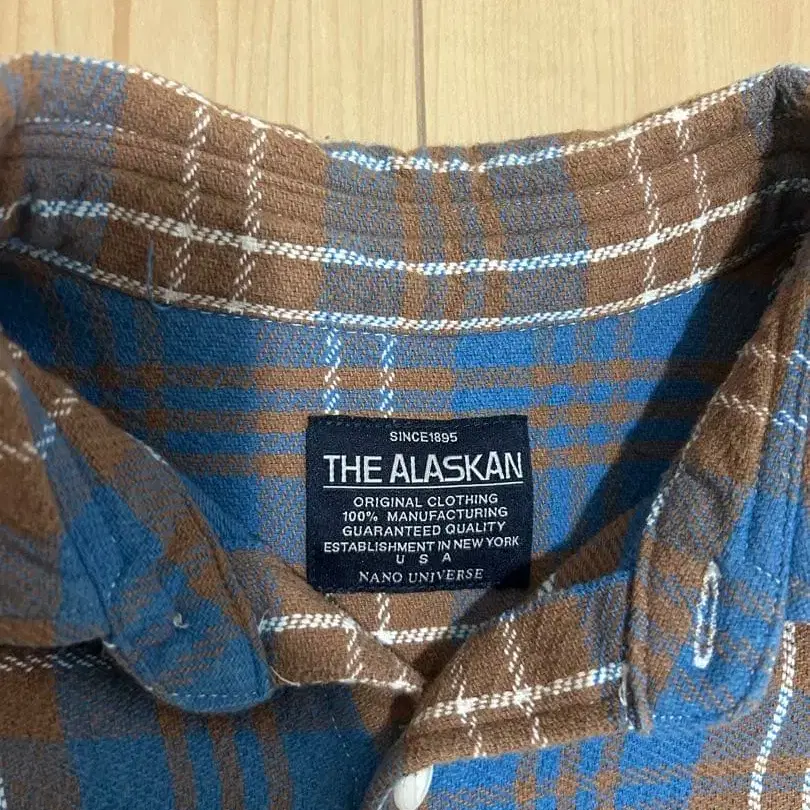 SINCE1895
THE ALASKAN
ORIGINAL CLOTHING
100% MANUFACTURING
GUARANTEED QUALITY
ESTABLISHMENT IN NEW YORK
U S A
NANO UNIVERSE